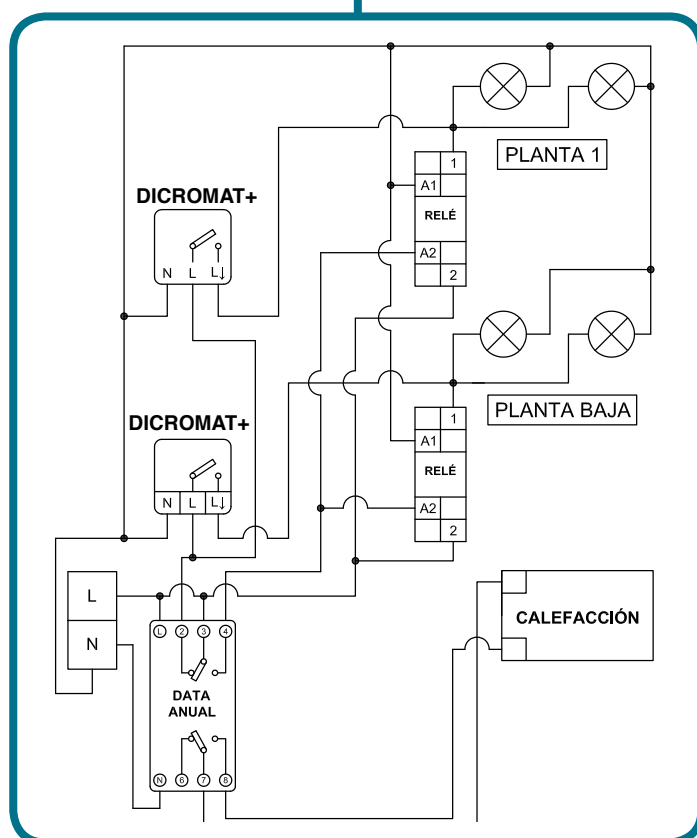 1
PLANTA 1
A1
DICROMAT+
RELÉ
A2
N L L↓
2
1
PLANTA BAJA
DICROMAT+
A1
RELÉ
N L L↓
A2
2
L
CALEFACCIÓN
N
L 2 3 4
DATA
ANUAL
N 6 7 8